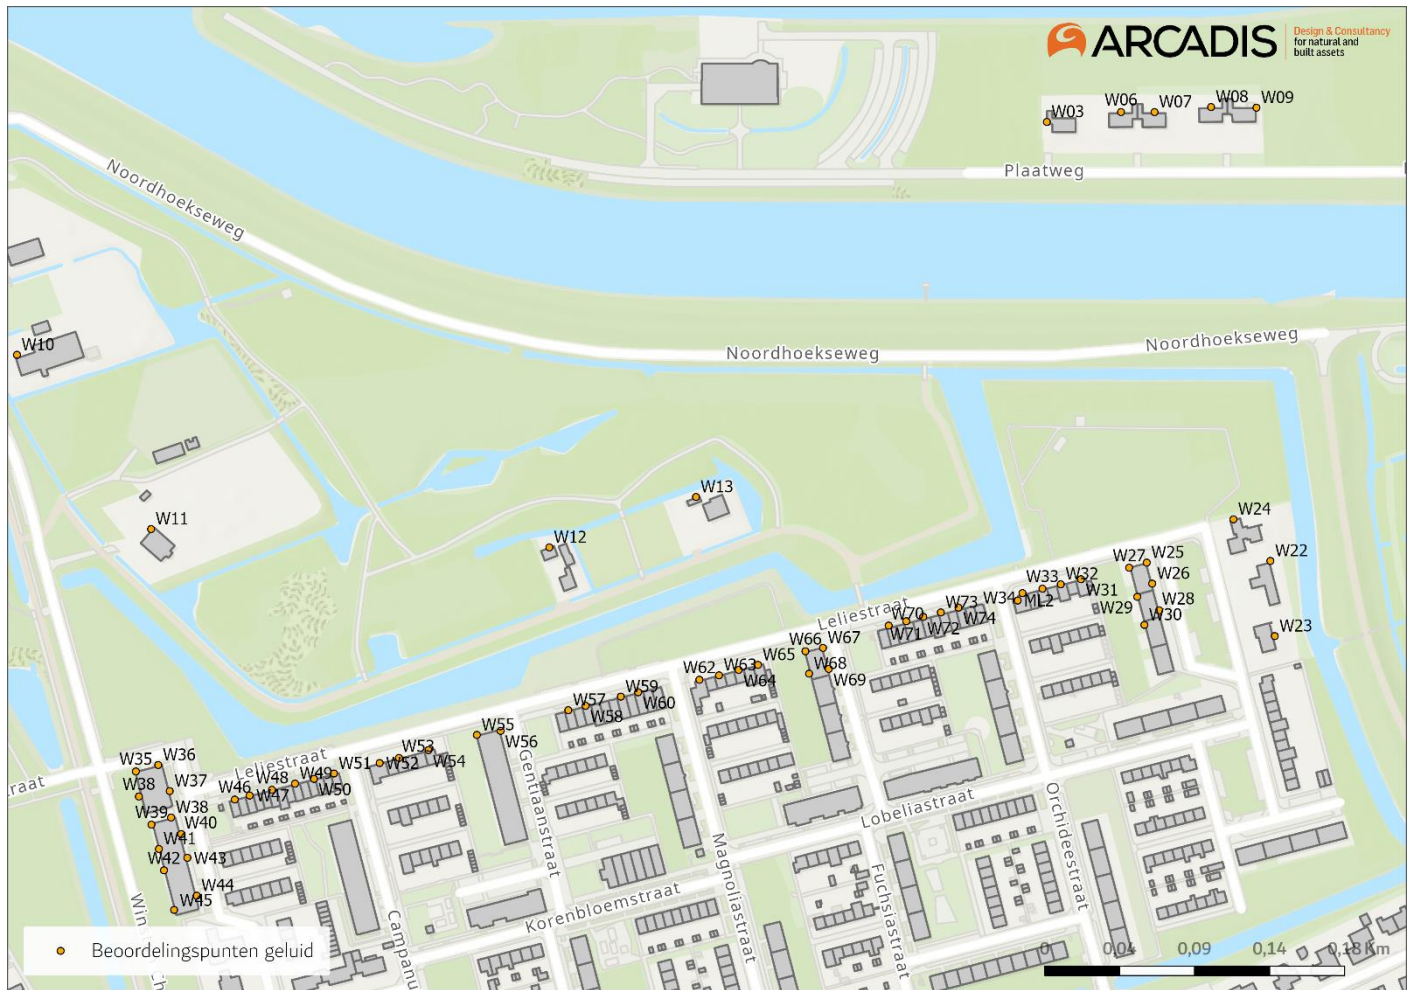 ARCADIS
Design & Consultancy
for natural and
built assets
W03
W06
W07
W08
W09
Plaatweg
Noordhoekseweg
Noordhoekseweg
Noordhoekseweg
W10
W11
W12
W13
W24
W22
W23
W27
W25
W26
W28
W29
W30
W33
W32
W31
W34
ML2
Leliestraat
W70
W73
W71
W72
W74
W66
W67
W68
W69
W62
W63
W65
W64
W57
W59
W58
W60
W55
W56
W53
W52
W54
W51
Leliestraat
W48
W49
W46
W47
W50
W35
W36
raat
W38
W37
W39
W38
W40
W41
W42
W43
W44
W45
Gentiaanstraat
Magnoliastraat
Lobeliastraat
Orchideestraat
Fuchsiastraat
Korenbloemstraat
Campanu
Beoordelingspunten geluid
0
0,04
0,09
0,14
0,18 Km